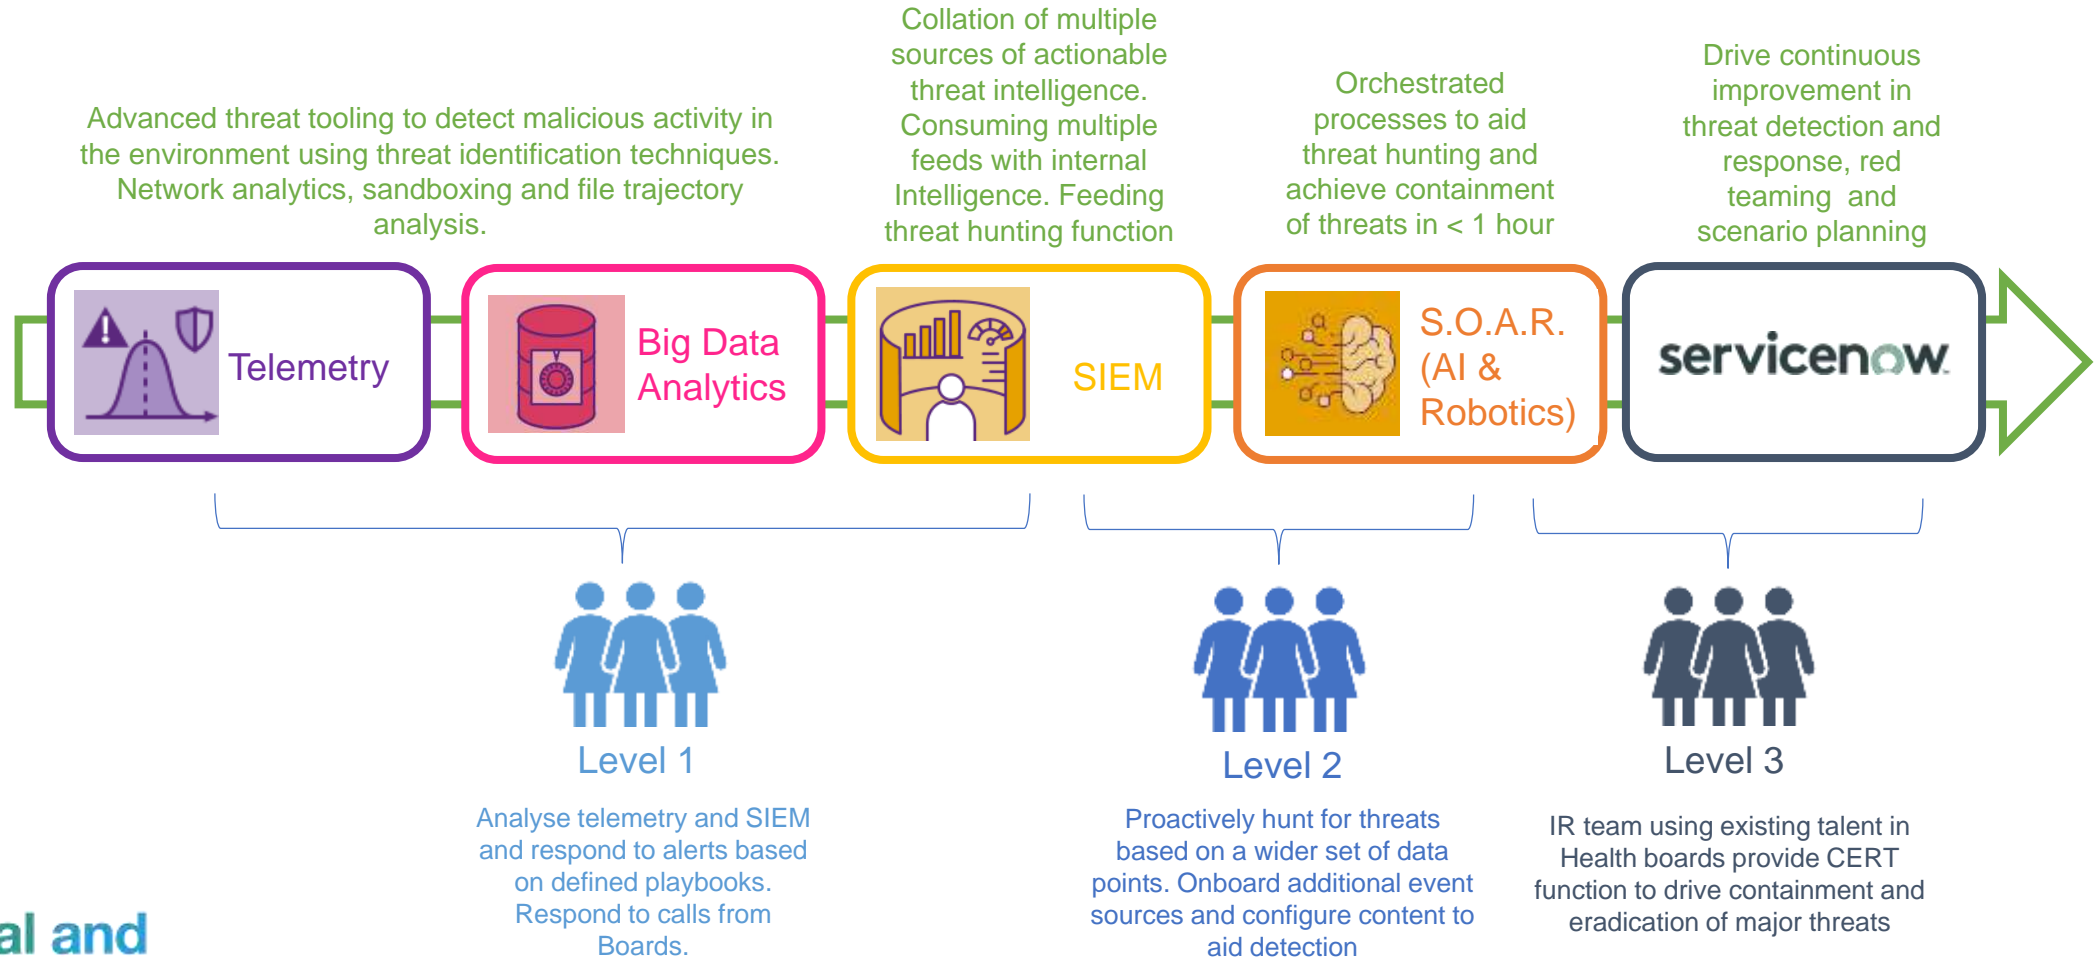 Advanced threat tooling to detect malicious activity in
the environment using threat identification techniques.
Network analytics, sandboxing and file trajectory
analysis.
Collation of multiple
sources of actionable
threat intelligence.
Consuming multiple
feeds with internal
Intelligence. Feeding
threat hunting function
Orchestrated
processes to aid
threat hunting and
achieve containment
of threats in < 1 hour
Drive continuous
improvement in
threat detection and
response, red
teaming and
scenario planning
Telemetry
Big Data
Analytics
SIEM
S.O.A.R.
(AI &
Robotics)
servicenow
Level 1
Analyse telemetry and SIEM
and respond to alerts based
on defined playbooks.
Respond to calls from
Boards.
Level 2
Proactively hunt for threats
based on a wider set of data
points. Onboard additional event
sources and configure content to
aid detection
Level 3
IR team using existing talent in
Health boards provide CERT
function to drive containment and
eradication of major threats
al and